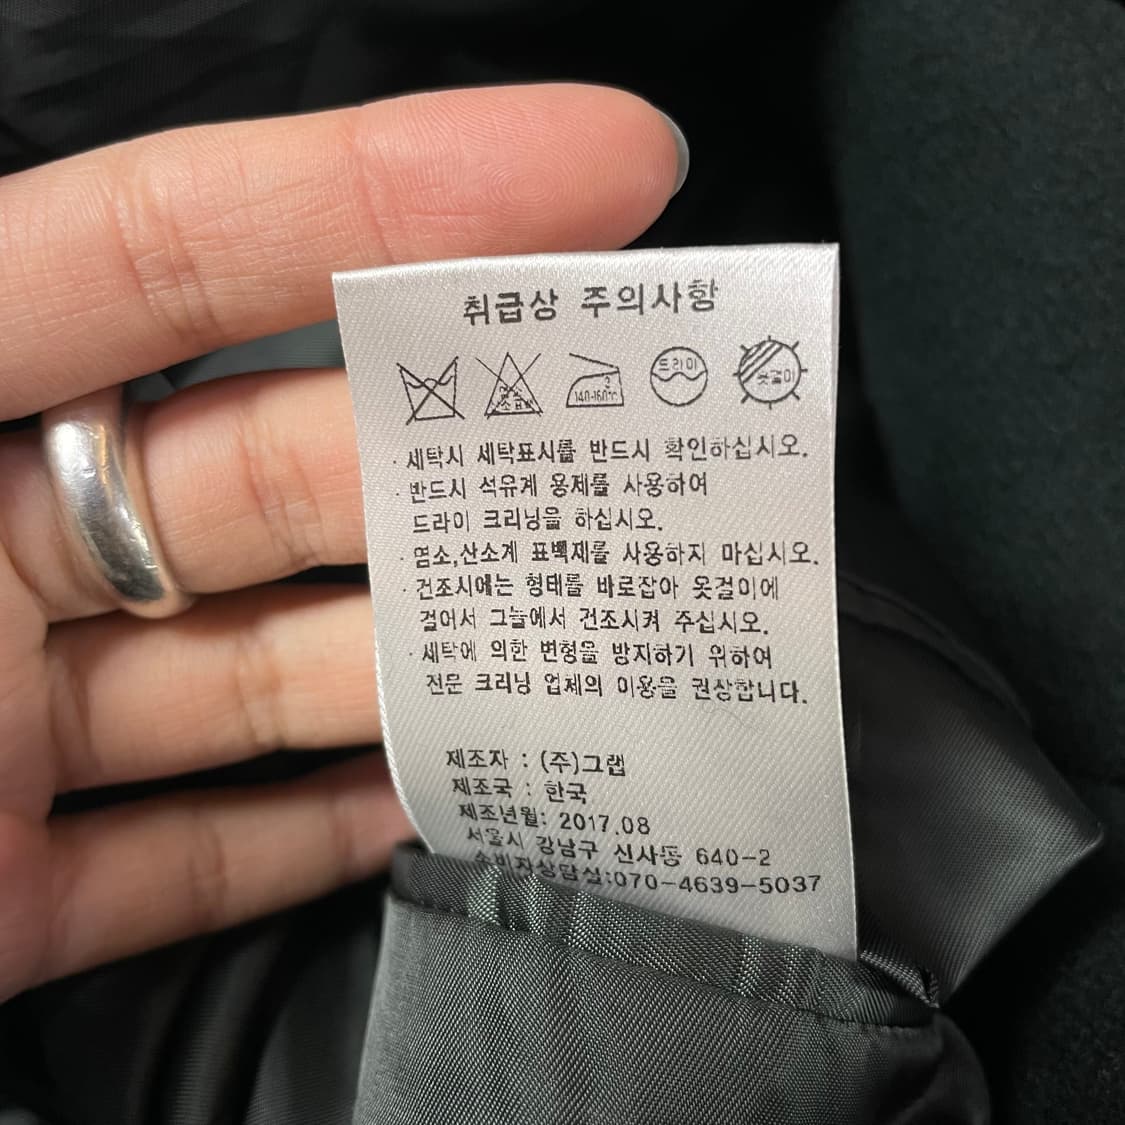 취급상 주의사항
140-160℃
드라이
옷걸이
· 세탁시 세탁표시를 반드시 확인하십시오.
· 반드시 석유계 용제를 사용하여
드라이 크리닝을 하십시오.
· 염소,산소계 표백제를 사용하지 마십시오.
· 건조시에는 형태를 바로잡아 옷걸이에
걸어서 그늘에서 건조시켜 주십시오.
· 세탁에 의한 변형을 방지하기 위하여
전문 크리닝 업체의 이용을 권상합니다.
제조자 : (주)그랩
제조국 : 한국
제조년월: 2017.08
서울시 강남구 신사동 640-2
소비자상담실:070-4639-5037